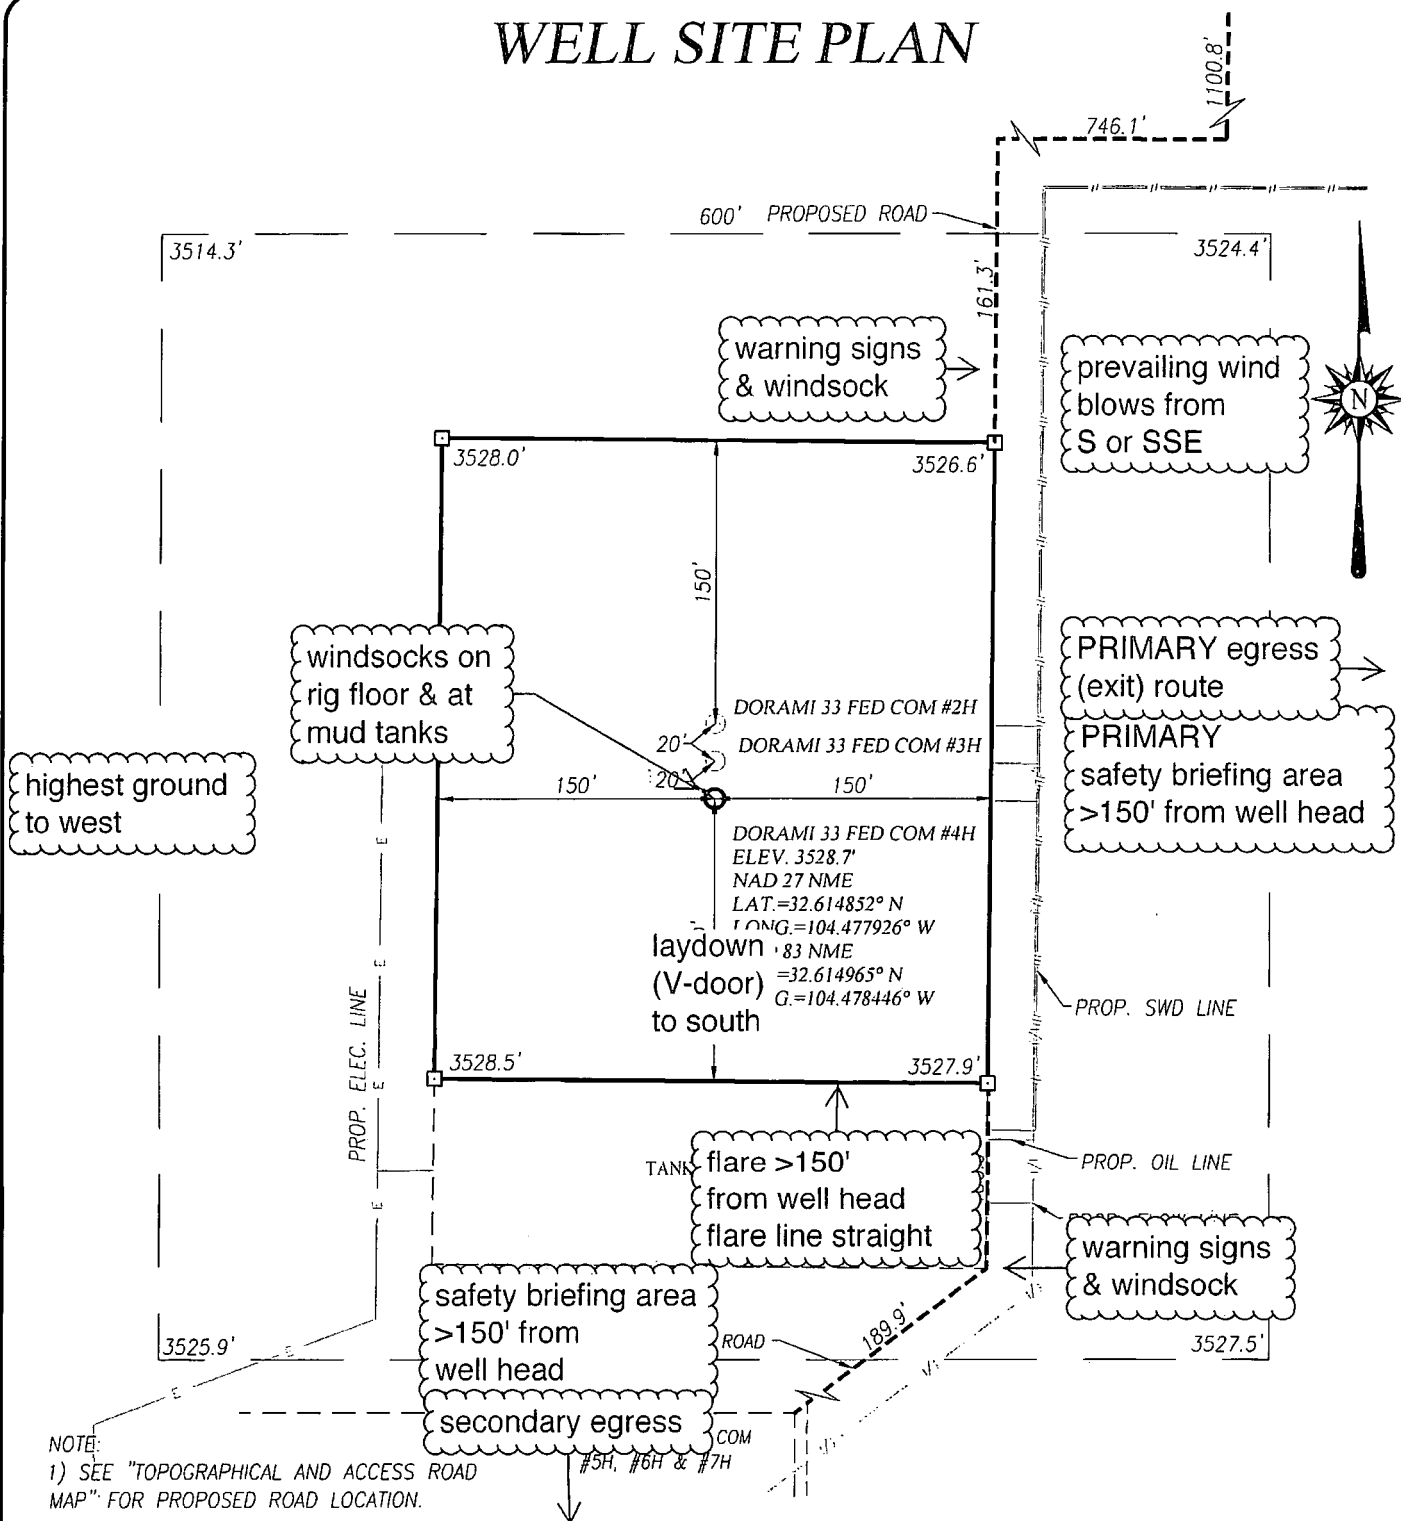 WELL SITE PLAN
1100.8'
746.1'
600' PROPOSED ROAD
3514.3'
3524.4'
161.3'
warning signs
& windsock
prevailing wind
blows from
S or SSE
N
3528.0'
3526.6'
150'
windsocks on
rig floor & at
mud tanks
PRIMARY egress
(exit) route
DORAMI 33 FED COM #2H
20'
DORAMI 33 FED COM #3H
20'
PRIMARY
safety briefing area
>150' from well head
highest ground
to west
150'
150'
DORAMI 33 FED COM #4H
ELEV. 3528.7'
NAD 27 NME
LAT.=32.614852° N
LONG.=104.477926° W
83 NME
=32.614965° N
G.=104.478446° W
laydown
(V-door)
to south
E
E
E
E
E
E
E
PROP. ELEC. LINE
PROP. SWD LINE
3528.5'
3527.9'
TANK
flare >150'
from well head
flare line straight
PROP. OIL LINE
warning signs
& windsock
safety briefing area
>150' from
well head
ROAD
189.9'
3525.9'
3527.5'
secondary egress
COM
#5H, #6H & #7H
NOTE:
1) SEE "TOPOGRAPHICAL AND ACCESS ROAD
MAP" FOR PROPOSED ROAD LOCATION.